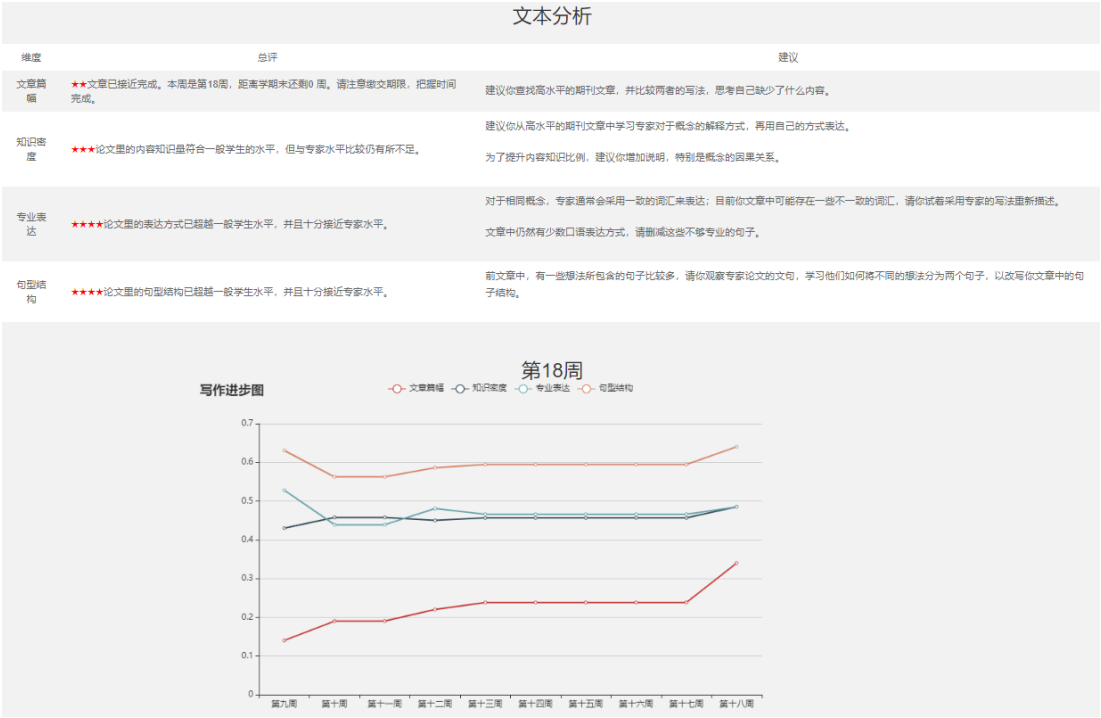 文本分析
维度 总评 建议
文章篇
幅
★★文章已接近完成。本周是第18周，距离学期末还剩0 周。请注意缴交期限，把握时间
完成。
建议你查找高水平的期刊文章，并比较两者的写法，思考自己缺少了什么内容。
知识密
度
★★★论文里的内容知识量符合一般学生的水平，但与专家水平比较仍有所不足。
建议你从高水平的期刊文章中学习专家对于概念的解释方式，再用自己的方式表达。
为了提升内容知识比例，建议你增加说明，特别是概念的因果关系。
专业表
达
★★★★论文里的表达方式已超越一般学生水平，并且十分接近专家水平。
对于相同概念，专家通常会采用一致的词汇来表达；目前你文章中可能存在一些不一致的词汇，请你试着采用专家的写法重新描述。
文章中仍然有少数口语表达方式，请删减这些不够专业的句子。
句型结
构
★★★★论文里的句型结构已超越一般学生水平，并且十分接近专家水平。
前文章中，有一些想法所包含的句子比较多，请你观察专家论文的文句，学习他们如何将不同的想法分为两个句子，以改写你文章中的句
子结构。
第18周
写作进步图
文章篇幅 知识密度 专业表达 句型结构
0.7
0.6
0.5
0.4
0.3
0.2
0.1
0
第九周 第十周 第十一周 第十二周 第十三周 第十四周 第十五周 第十六周 第十七周 第十八周